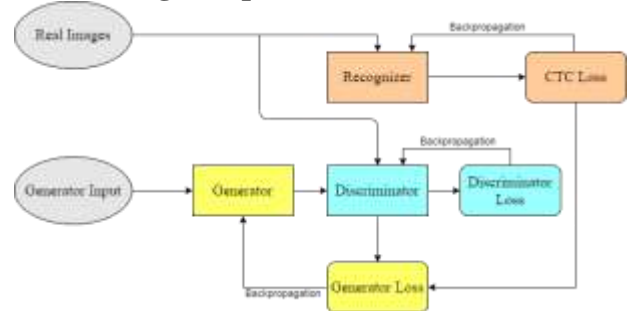 Backpropagation
Real Images
Recognizer
CTC Loss
Backpropagation
Generator Input
Generator
Discriminator
Discriminator
Loss
Generator Loss
Backpropagation